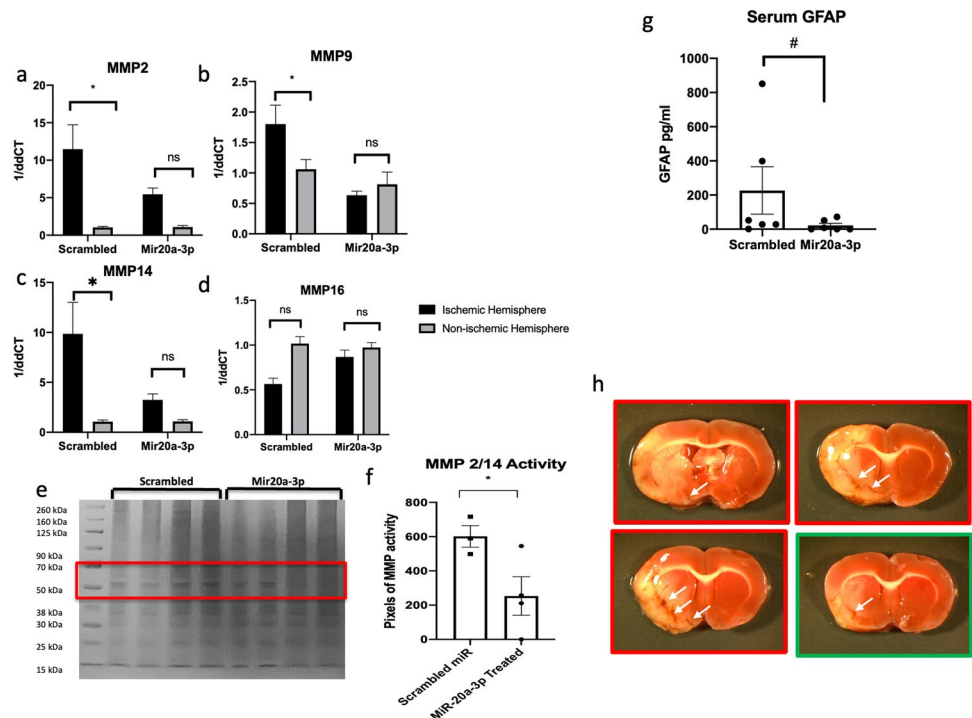 a
MMP2
1/ddCT
15
10
5
0
*
ns
Scrambled
Mir20a-3p
b
MMP9
1/ddCT
2.5
2.0
1.5
1.0
0.5
0.0
*
ns
Scrambled
Mir20a-3p
c
MMP14
1/ddCT
15
10
5
0
*
ns
Scrambled
Mir20a-3p
d
MMP16
1/ddCT
1.5
1.0
0.5
0.0
ns
ns
Scrambled
Mir20a-3p
Ischemic Hemisphere
Non-ischemic Hemisphere
e
Scrambled
Mir20a-3p
260 kDa
160 kDa
125 kDa
90 kDa
70 kDa
50 kDa
38 kDa
30 kDa
25 kDa
15 kDa
f
MMP 2/14 Activity
Pixels of MMP activity
800
600
400
200
0
*
Scrambled miR
MiR-20a-3p Treated
g
Serum GFAP
GFAP pg/ml
1000
800
600
400
200
0
#
Scrambled
Mir20a-3p
h